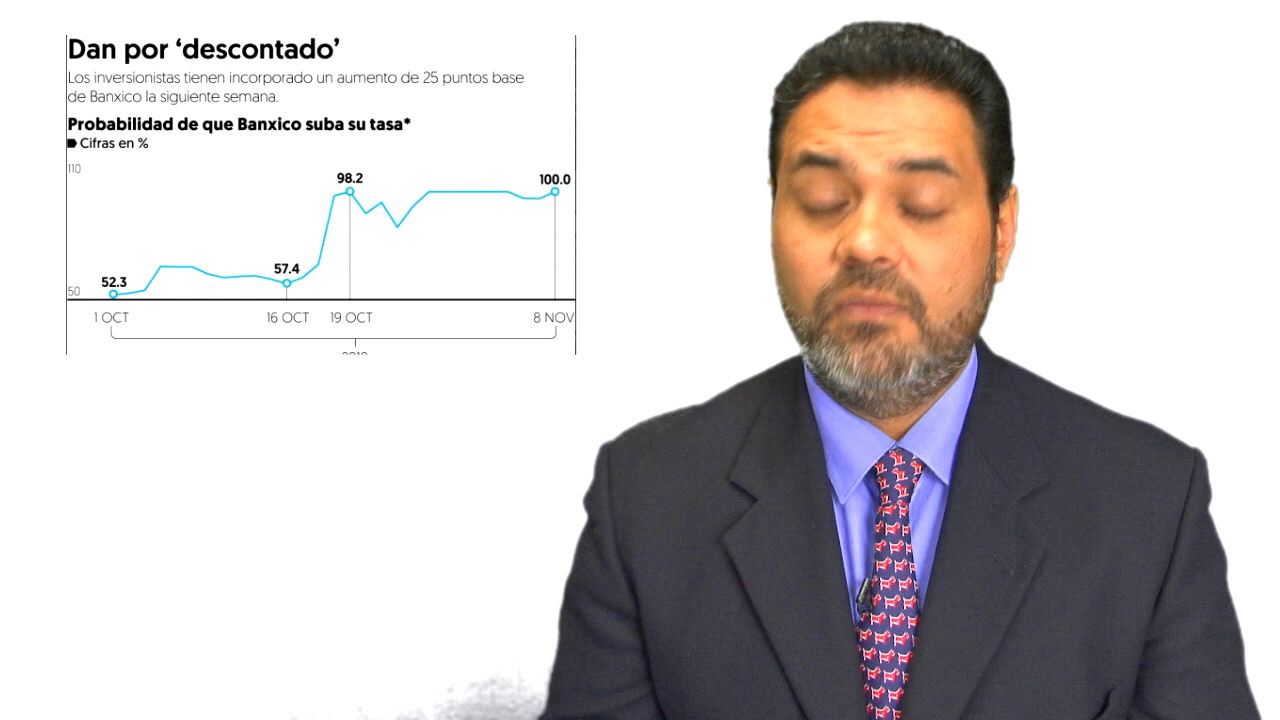 Dan por ‘descontado’
Los inversionistas tienen incorporado un aumento de 25 puntos base
de Banxico la siguiente semana.
Probabilidad de que Banxico suba su tasa*
Cifras en %
110
98.2
100.0
57.4
52.3
50
1 OCT 16 OCT 19 OCT 8 NOV